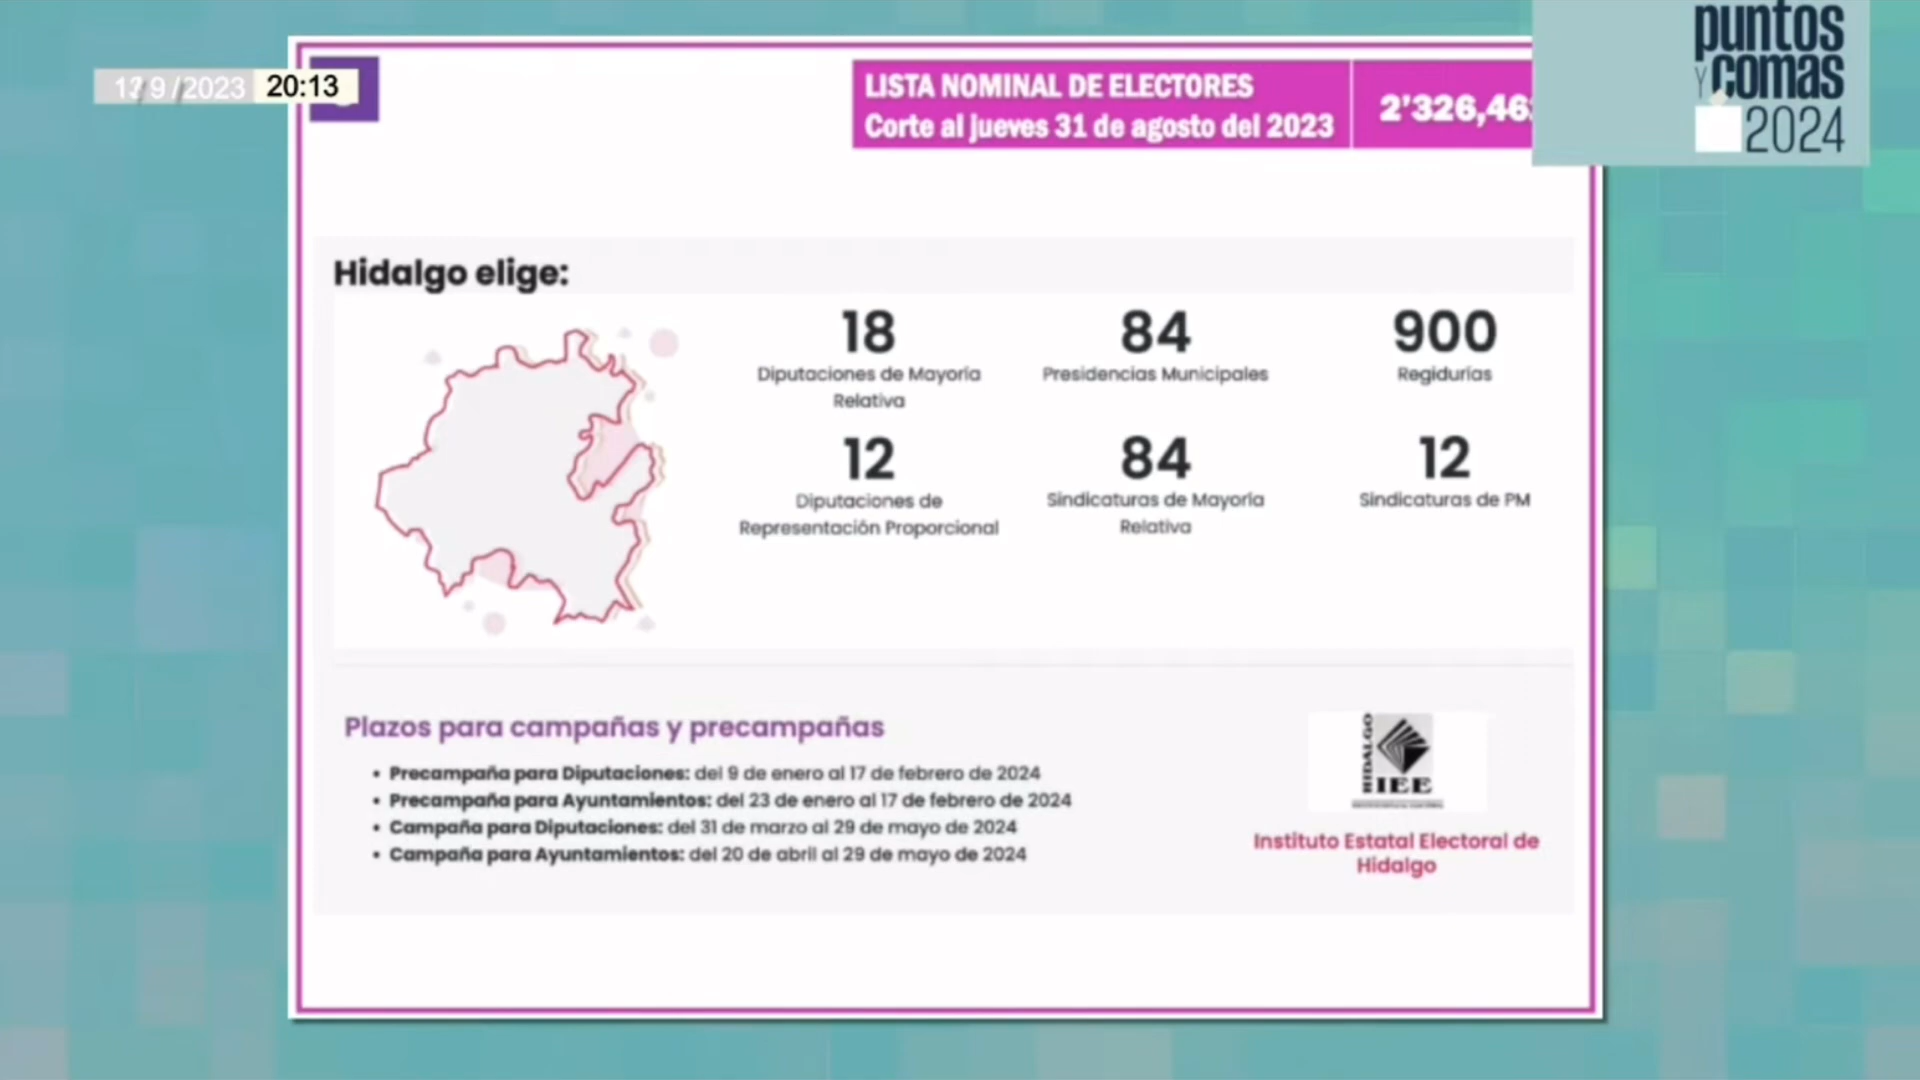 20:13
LISTA NOMINAL DE ELECTORES
Corte al jueves 31 de agosto del 2023
2'326,46
puntos
Y comas
2024
Hidalgo elige:
18
Diputaciones de Mayoría
Relativa
84
Presidencias Municipales
900
Regidurías
12
Diputaciones de
Representación Proporcional
84
Sindicaturas de Mayoría
Relativa
12
Sindicaturas de PM
Plazos para campañas y precampañas
• Precampaña para Diputaciones: del 9 de enero al 17 de febrero de 2024
• Precampaña para Ayuntamientos: del 23 de enero al 17 de febrero de 2024
• Campaña para Diputaciones: del 31 de marzo al 29 de mayo de 2024
• Campaña para Ayuntamientos: del 20 de abril al 29 de mayo de 2024
HIDALGO
IEE
Instituto Estatal Electoral de
Hidalgo